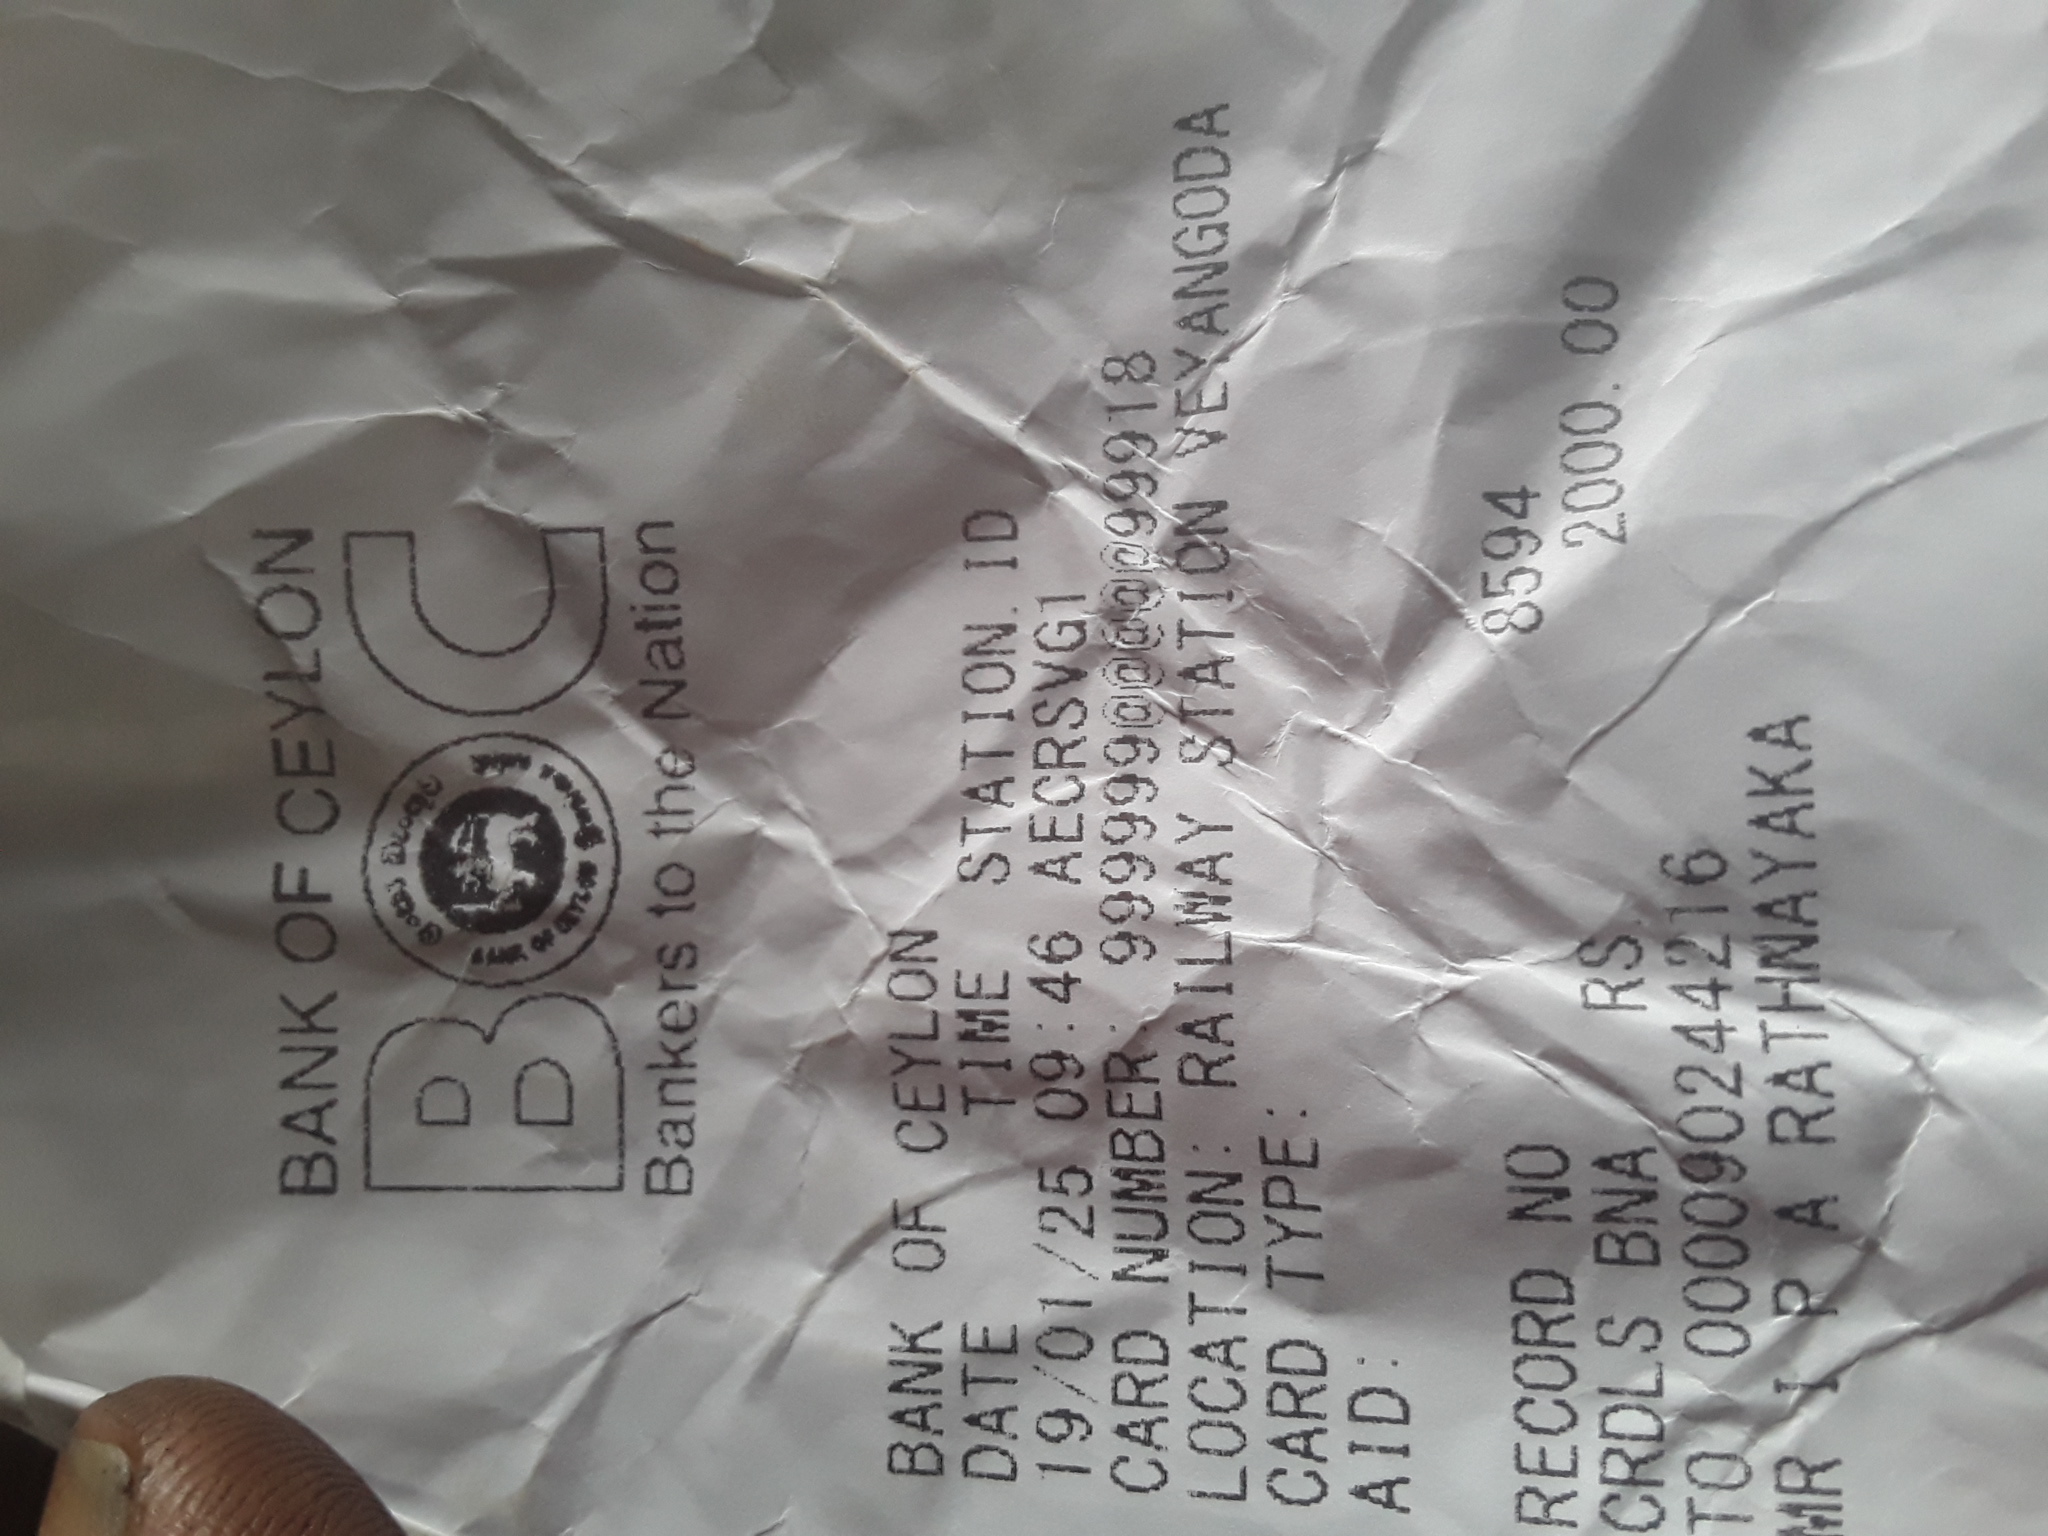 BANK OF CEYLON
BOC
Bankers to the Nation
BANK OF CEYLON
DATE TIME STATION.ID
19/01/25 09:46 AECRSVG1
CARD NUMBER: 999999@@@@@@99918
LOCATION: RAILWAY STATION VEYANGODA
CARD TYPE:
AID:
RECORD NO 8594
CRDLS BNA RS. 2000.00
TO 000090244216
MR I P A RATHNAYAKA